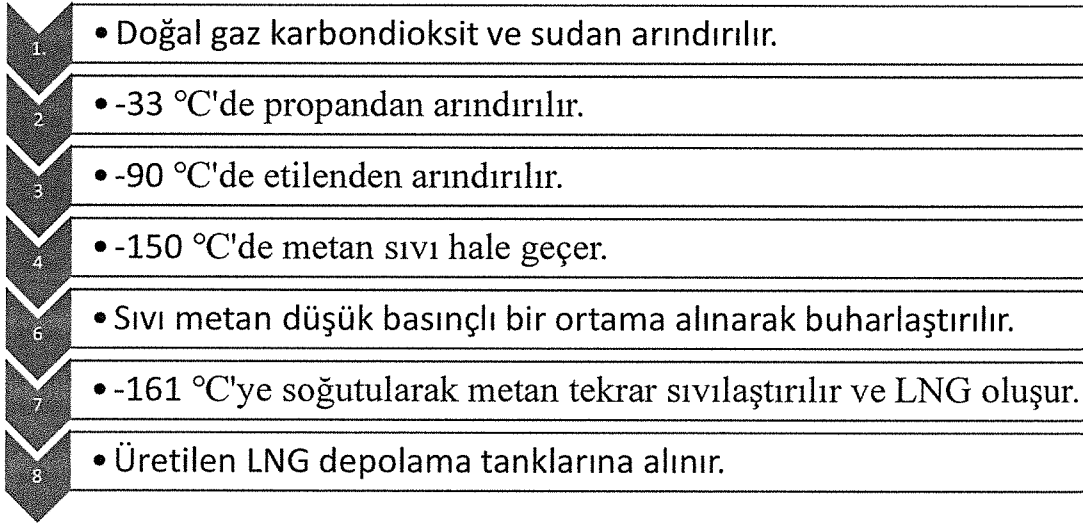 1. • Doğal gaz karbondioksit ve sudan arındırılır.
2 • -33 °C'de propandan arındırılır.
3 • -90 °C'de etilenden arındırılır.
4 • -150 °C'de metan sıvı hale geçer.
6 • Sıvı metan düşük basınçlı bir ortama alınarak buharlaştırılır.
7 • -161 °C'ye soğutularak metan tekrar sıvılaştırılır ve LNG oluşur.
8 • Üretilen LNG depolama tanklarına alınır.